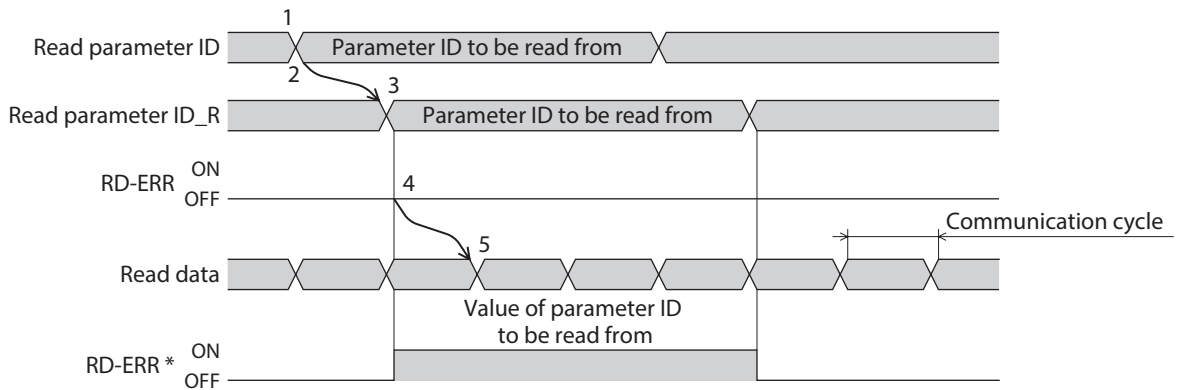 1
Read parameter ID
Parameter ID to be read from
2
3
Read parameter ID_R
Parameter ID to be read from
RD-ERR
ON
OFF
4
Communication cycle
5
Read data
Value of parameter ID
to be read from
RD-ERR *
ON
OFF